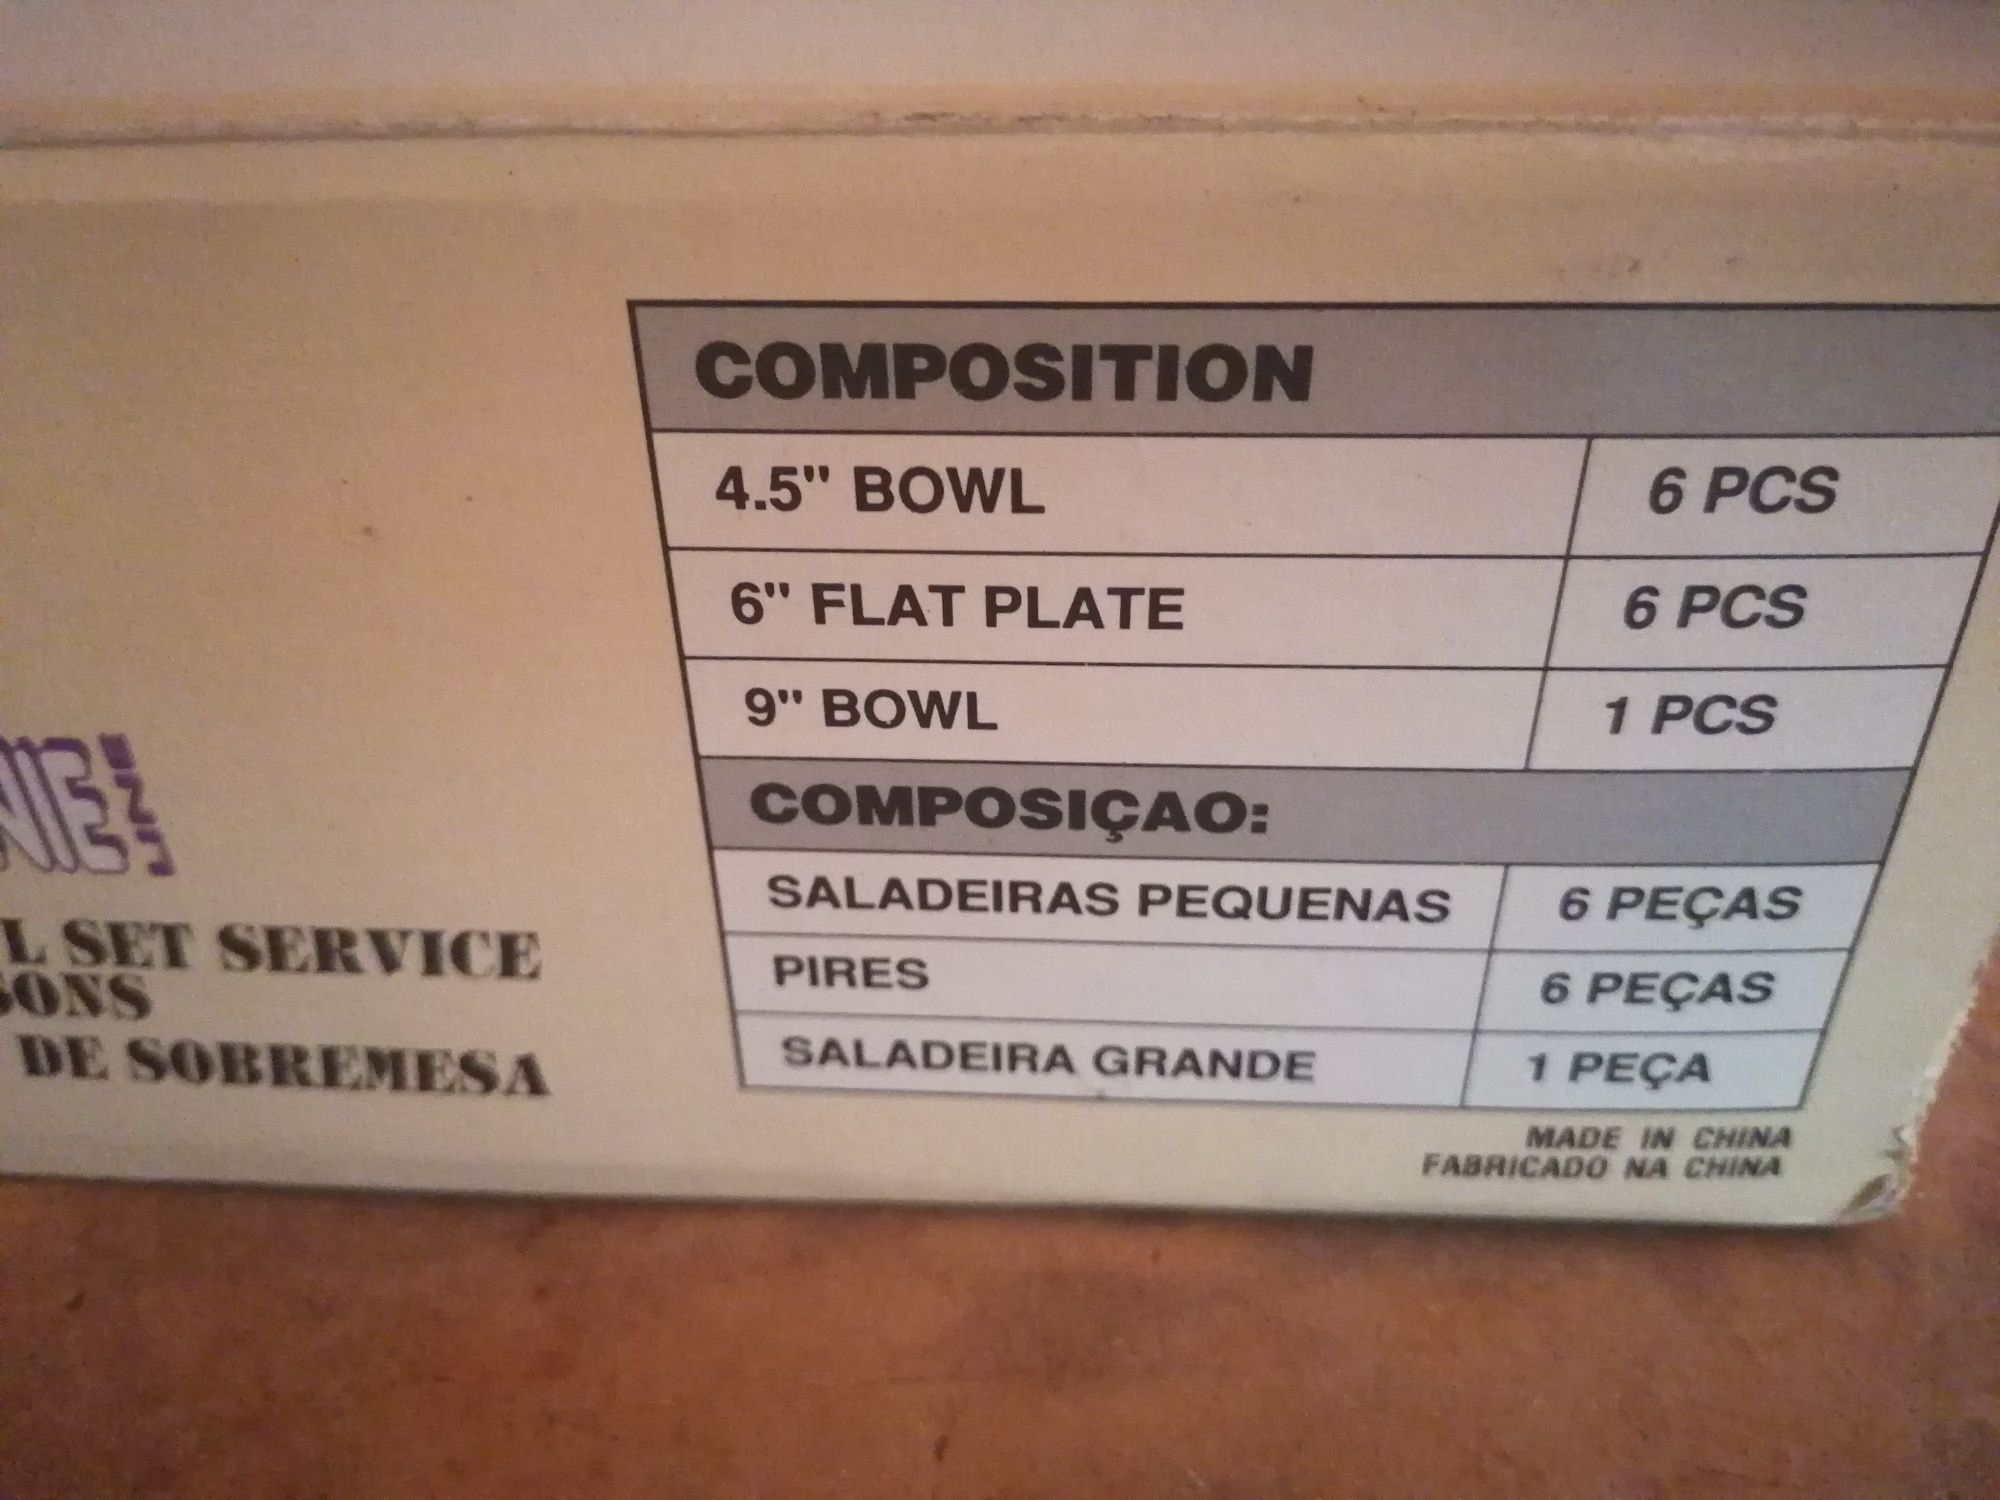 COMPOSITION
4.5" BOWL 6 PCS
6" FLAT PLATE 6 PCS
9" BOWL 1 PCS
COMPOSIÇAO:
SALADEIRAS PEQUENAS 6 PEÇAS
PIRES 6 PEÇAS
SALADEIRA GRANDE 1 PEÇA
MADE IN CHINA
FABRICADO NA CHINA
LINE
SET SERVICE
DE SOBREMESA